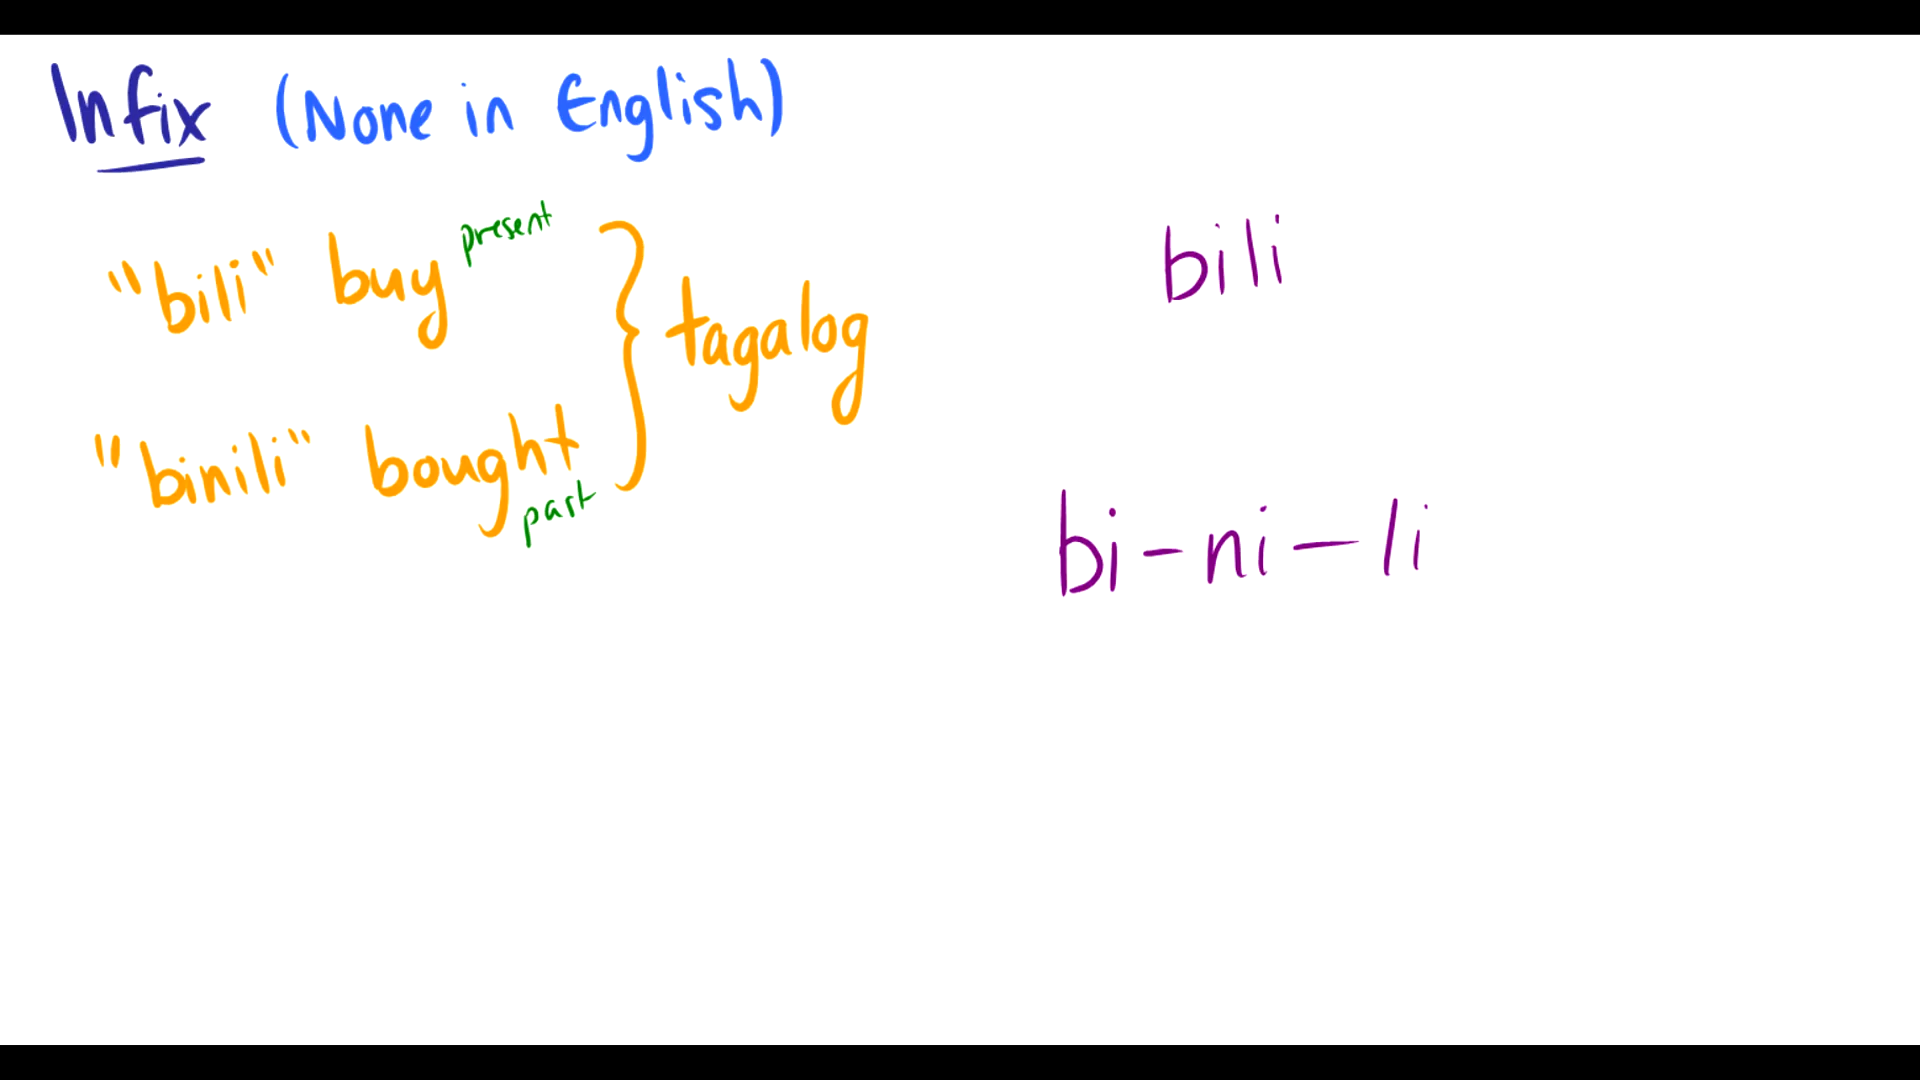 Infix (None in English)
"bili" buy present
"binili" bought past
tagalog
bili
bi-ni-li